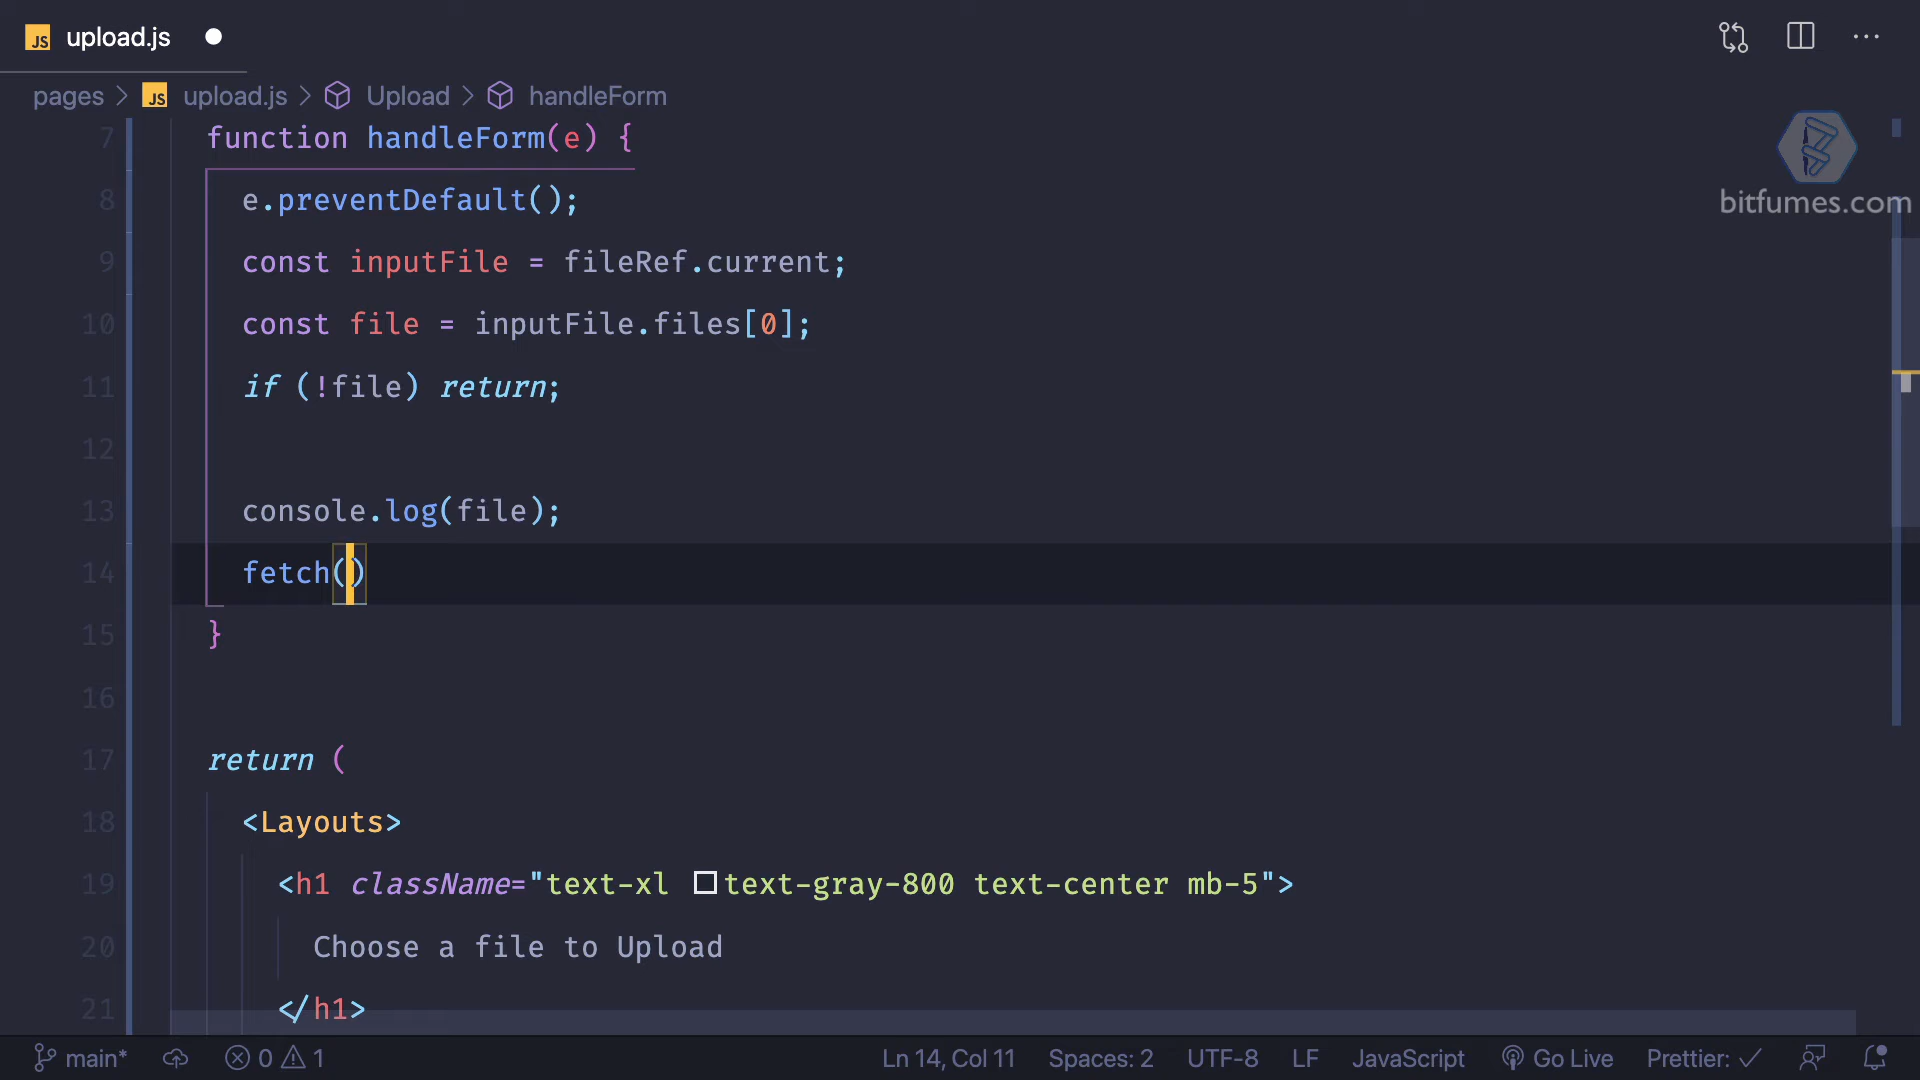 JS upload.js
pages > JS upload.js > Upload > handleForm
bitfumes.com
7 function handleForm(e) {
8 e.preventDefault();
9 const inputFile = fileRef.current;
10 const file = inputFile.files[0];
11 if (!file) return;
12
13 console.log(file);
14 fetch()
15 }
16
17 return (
18 <Layouts>
19 <h1 className="text-xl text-gray-800 text-center mb-5">
20 Choose a file to Upload
21 </h1>
main* 0 1 Ln 14, Col 11 Spaces: 2 UTF-8 LF JavaScript Go Live Prettier: ✓